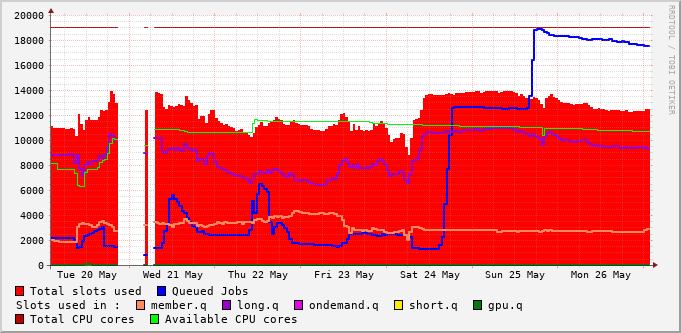 20000
18000
16000
14000
12000
10000
8000
6000
4000
2000
0
Tue 20 May Wed 21 May Thu 22 May Fri 23 May Sat 24 May Sun 25 May Mon 26 May
Total slots used Queued Jobs
Slots used in : member.q long.q ondemand.q short.q gpu.q
Total CPU cores Available CPU cores
RRDTOOL / TOBI OETIKER